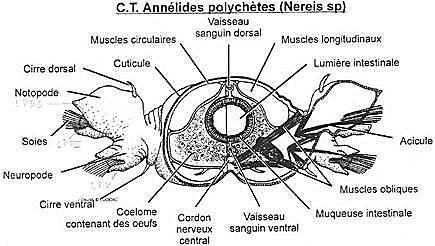 C.T. Annélides polychètes (Nereis sp)
Vaisseau
sanguin dorsal
Muscles circulaires
Muscles longitudinaux
Cirre dorsal
Cuticule
Lumière intestinale
Notopode
Soies
Acicule
Neuropode
Muscles obliques
Cirre ventral
Coelome
contenant des oeufs
Cordon
nerveux
central
Vaisseau
sanguin ventral
Muqueuse intestinale